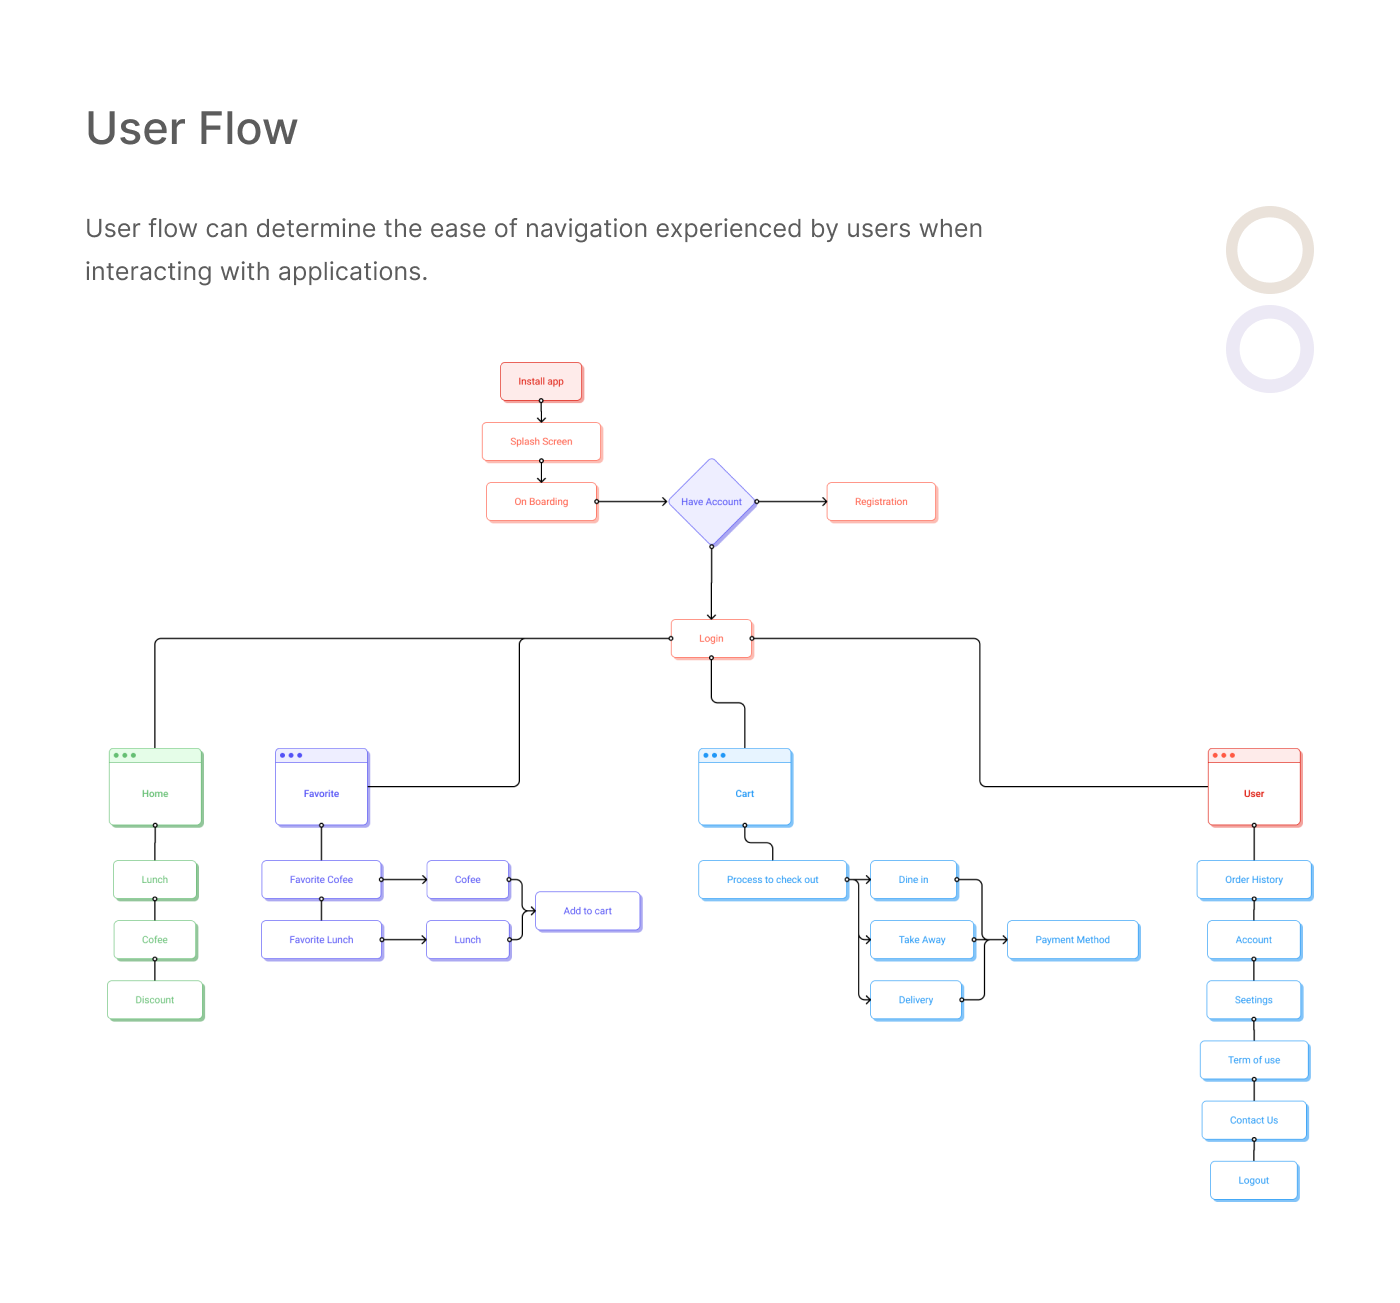 User Flow
User flow can determine the ease of navigation experienced by users when
interacting with applications.
Install app
Splash Screen
On Boarding
Have Account
Registration
Login
Home
Lunch
Cofee
Discount
Favorite
Favorite Cofee
Cofee
Favorite Lunch
Lunch
Add to cart
Cart
Process to check out
Dine in
Take Away
Delivery
Payment Method
User
Order History
Account
Seetings
Term of use
Contact Us
Logout